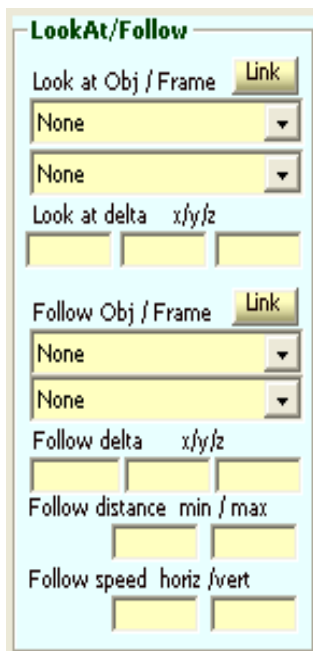 LookAt/Follow
Look at Obj / Frame Link
None
None
Look at delta x/y/z
Follow Obj / Frame Link
None
None
Follow delta x/y/z
Follow distance min / max
Follow speed horiz /vert